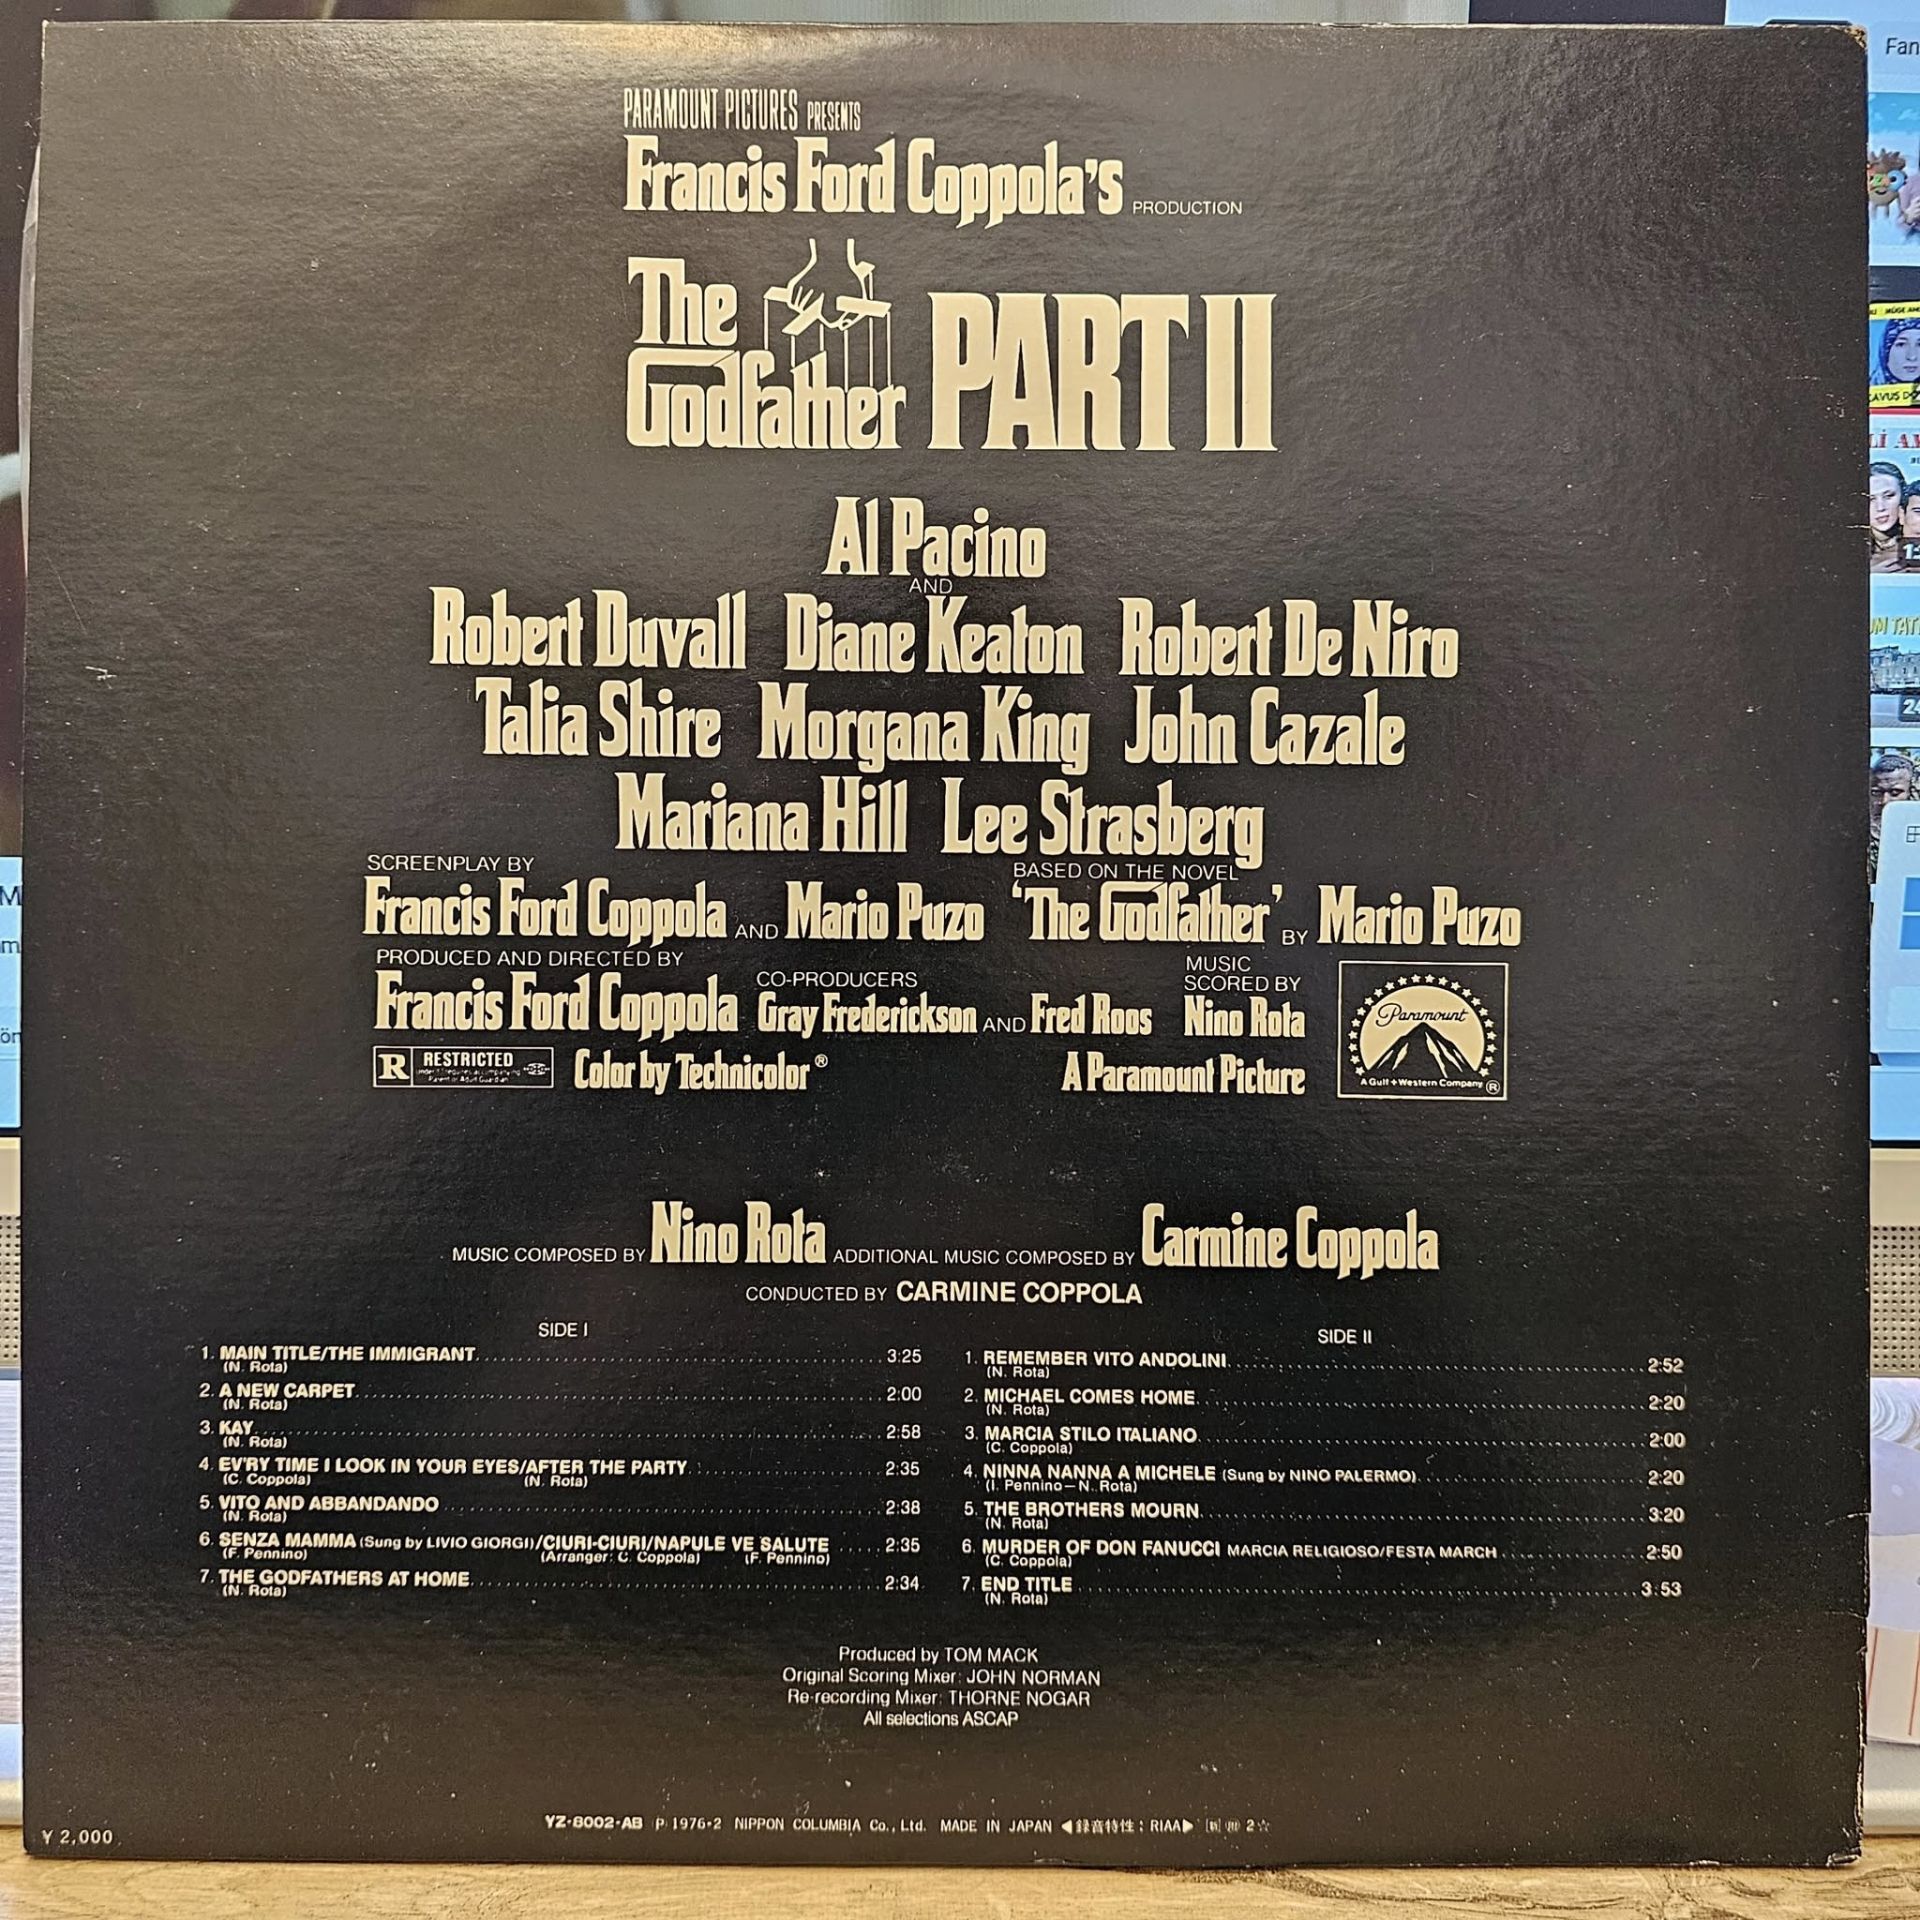 PARAMOUNT PICTURES PRESENTS
Francis Ford Coppola's PRODUCTION
The Godfather PART II
Al Pacino
AND
Robert Duvall Diane Keaton Robert De Niro
Talia Shire Morgana King John Cazale
Mariana Hill Lee Strasberg
SCREENPLAY BY
BASED ON THE NOVEL
Francis Ford Coppola AND Mario Puzo 'The Godfather' BY Mario Puzo
PRODUCED AND DIRECTED BY
CO-PRODUCERS
MUSIC
SCORED BY
Francis Ford Coppola Gray Frederickson AND Fred Roos Nino Rota
Paramount
A Gulf+Western Company ®
R RESTRICTED
Color by Technicolor® A Paramount Picture
MUSIC COMPOSED BY Nino Rota ADDITIONAL MUSIC COMPOSED BY Carmine Coppola
CONDUCTED BY CARMINE COPPOLA
SIDE I
1. MAIN TITLE/THE IMMIGRANT 3:25
(N. Rota)
2. A NEW CARPET 2:00
(N. Rota)
3. KAY 2:58
(N. Rota)
4. EV'RY TIME I LOOK IN YOUR EYES/AFTER THE PARTY 2:35
(C. Coppola) (N. Rota)
5. VITO AND ABBANDANDO 2:38
(N. Rota)
6. SENZA MAMMA (Sung by LIVIO GIORGI)/CIURI-CIURI/NAPULE VE SALUTE 2:35
(F. Pennino) (Arranger: C. Coppola) (F. Pennino)
7. THE GODFATHERS AT HOME 2:34
(N. Rota)
SIDE II
1. REMEMBER VITO ANDOLINI 2:52
(N. Rota)
2. MICHAEL COMES HOME 2:20
(N. Rota)
3. MARCIA STILO ITALIANO 2:00
(C. Coppola)
4. NINNA NANNA A MICHELE (Sung by NINO PALERMO) 2:20
(I. Pennino—N. Rota)
5. THE BROTHERS MOURN 3:20
(N. Rota)
6. MURDER OF DON FANUCCI MARCIA RELIGIOSO/FESTA MARCH 2:50
(C. Coppola)
7. END TITLE 3:53
(N. Rota)
Produced by TOM MACK
Original Scoring Mixer: JOHN NORMAN
Re-recording Mixer: THORNE NOGAR
All selections ASCAP
YZ-8002-AB P 1976-2 NIPPON COLUMBIA Co., Ltd. MADE IN JAPAN ◀録音特性：RIAA▶ 2☆
¥ 2,000
Fan